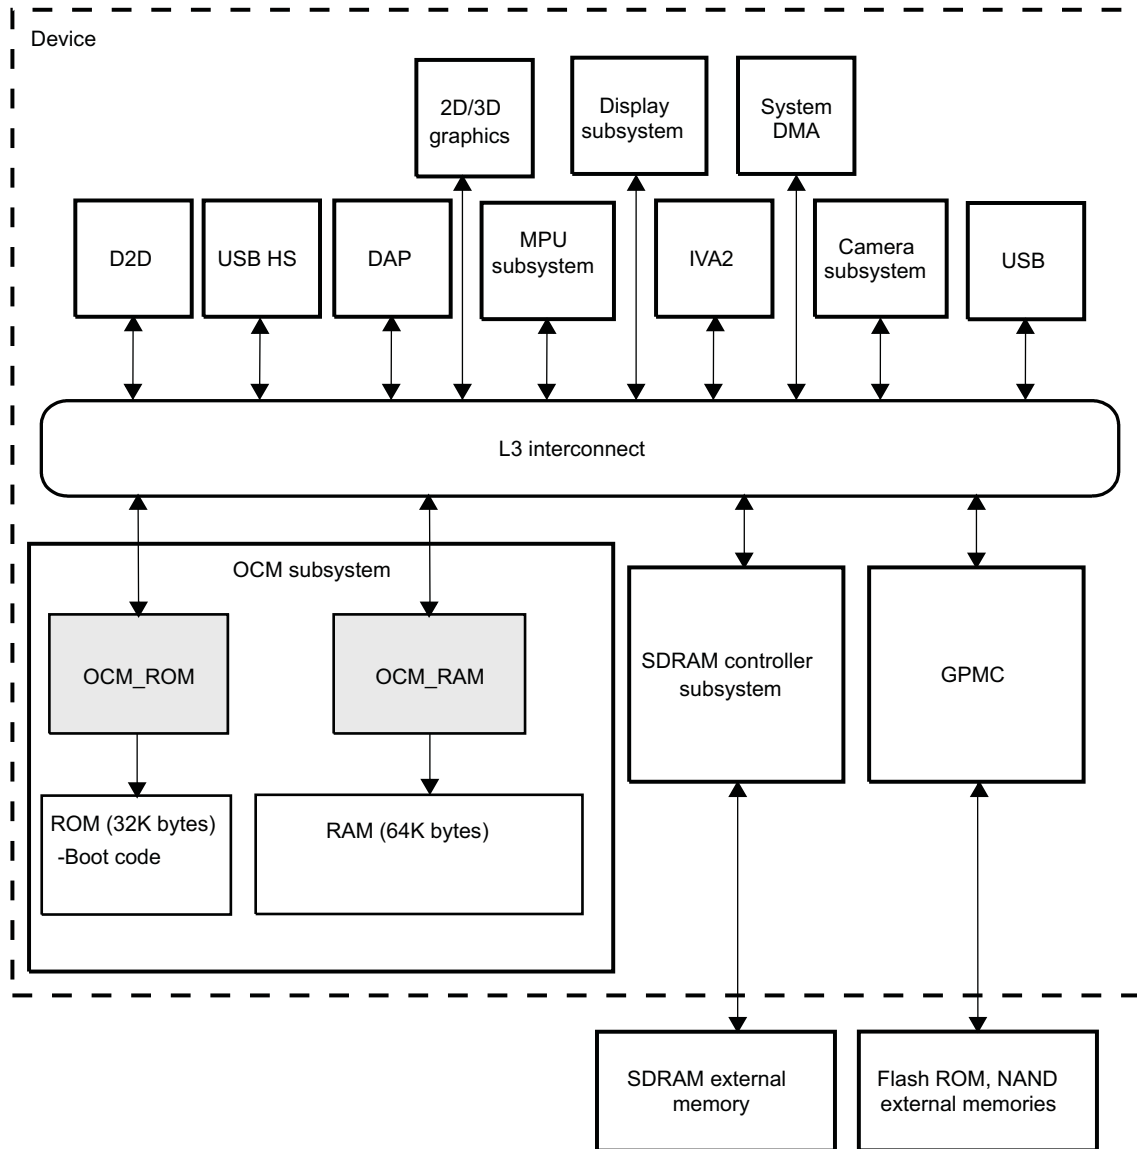 Device
2D/3D
graphics
Display
subsystem
System
DMA
D2D
USB HS
DAP
MPU
subsystem
IVA2
Camera
subsystem
USB
L3 interconnect
OCM subsystem
OCM_ROM
OCM_RAM
SDRAM controller
subsystem
GPMC
ROM (32K bytes)
-Boot code
RAM (64K bytes)
SDRAM external
memory
Flash ROM, NAND
external memories